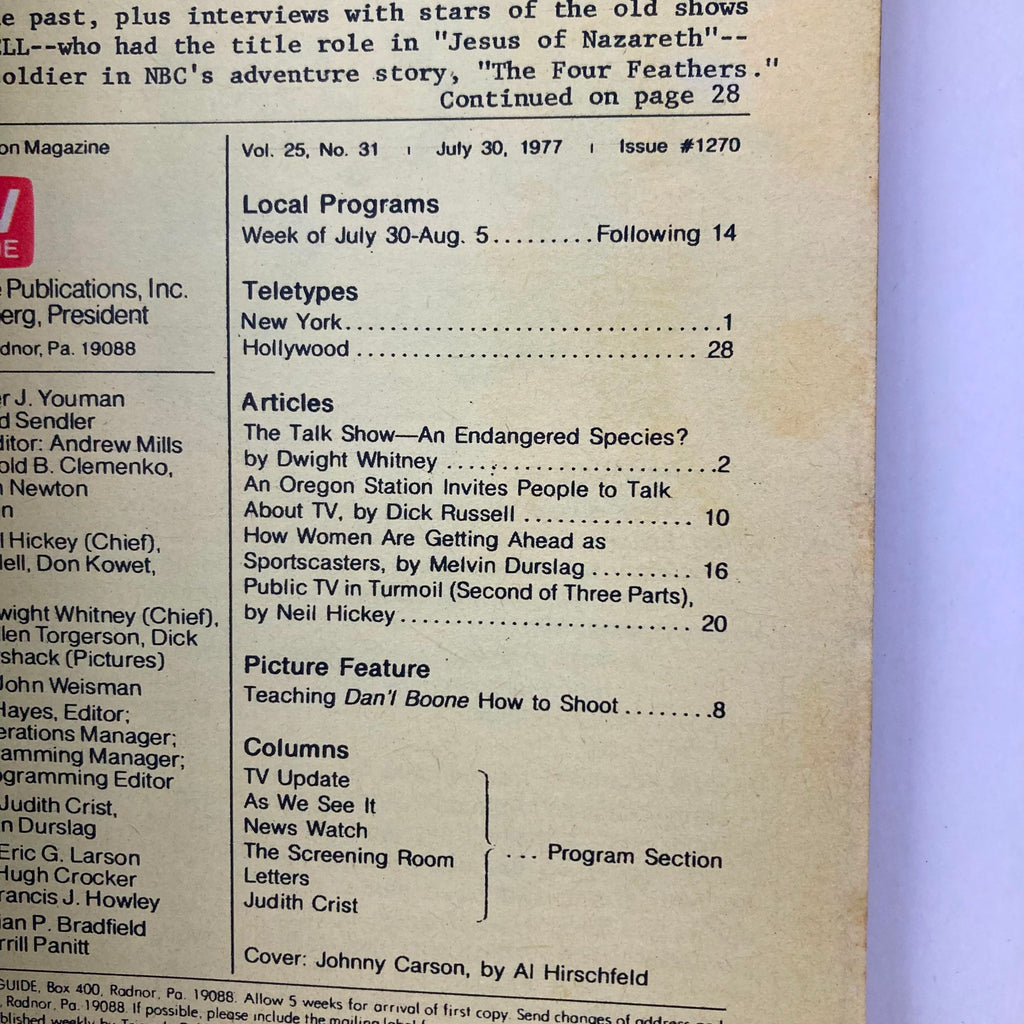 e past, plus interviews with stars of the old shows
ELL--who had the title role in "Jesus of Nazareth"--
oldier in NBC's adventure story, "The Four Feathers."
Continued on page 28
on Magazine
V
E
Publications, Inc.
erg, President
dnor, Pa. 19088
r J. Youman
d Sendler
ditor: Andrew Mills
old B. Clemenko,
Newton
n
l Hickey (Chief),
dell, Don Kowet,
wight Whitney (Chief),
llen Torgerson, Dick
shack (Pictures)
John Weisman
Hayes, Editor;
erations Manager;
amming Manager;
ogramming Editor
Judith Crist,
n Durslag
Eric G. Larson
Hugh Crocker
rancis J. Howley
ian P. Bradfield
rrill Panitt
Vol. 25, No. 31 | July 30, 1977 | Issue #1270
Local Programs
Week of July 30-Aug. 5.........Following 14
Teletypes
New York....................................1
Hollywood ................................. 28
Articles
The Talk Show—An Endangered Species?
by Dwight Whitney ..........................2
An Oregon Station Invites People to Talk
About TV, by Dick Russell ................ 10
How Women Are Getting Ahead as
Sportscasters, by Melvin Durslag .......... 16
Public TV in Turmoil (Second of Three Parts),
by Neil Hickey............................ 20
Picture Feature
Teaching Dan'l Boone How to Shoot ........8
Columns
TV Update
As We See It
News Watch
The Screening Room
Letters
Judith Crist
... Program Section
Cover: Johnny Carson, by Al Hirschfeld
GUIDE, Box 400, Radnor, Pa. 19088. Allow 5 weeks for arrival of first copy. Send changes of address
, Radnor, Pa. 19088. If possible, please include the mailing label
blished weekly by